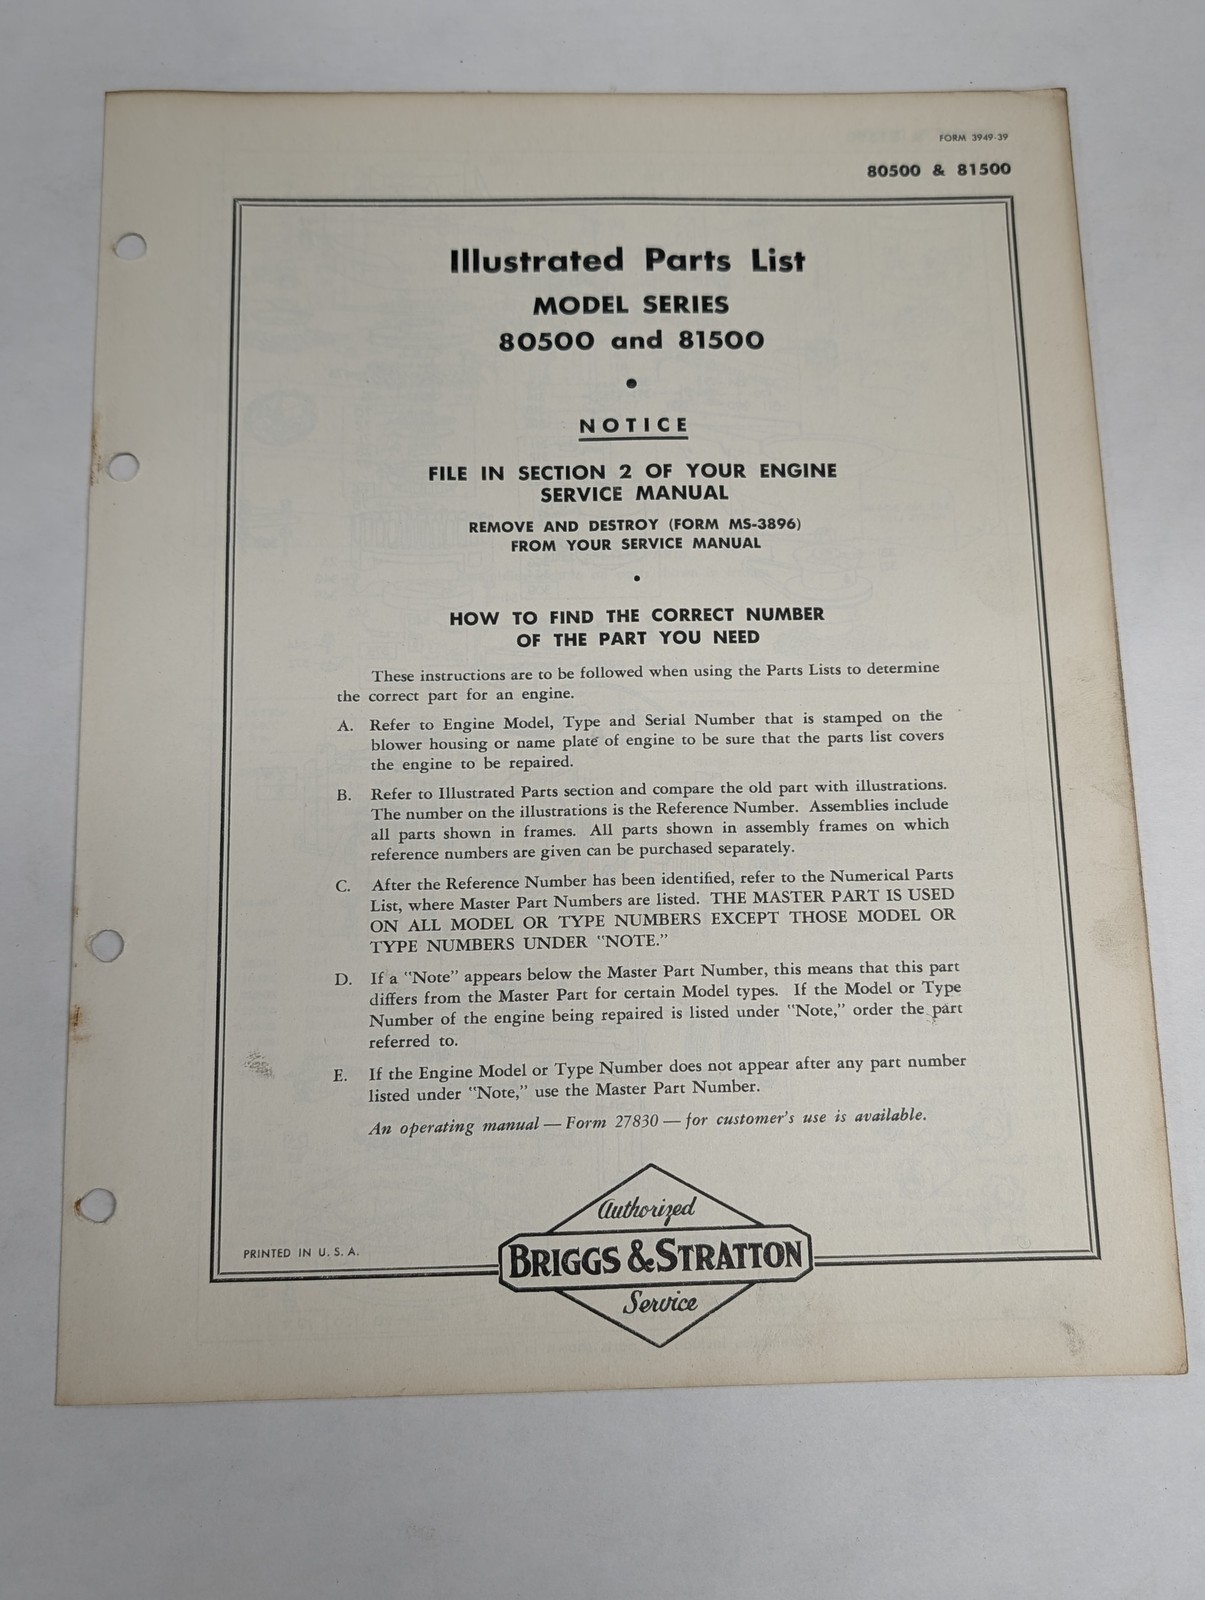 FORM 3949-39
80500 & 81500
Illustrated Parts List
MODEL SERIES
80500 and 81500
NOTICE
FILE IN SECTION 2 OF YOUR ENGINE
SERVICE MANUAL
REMOVE AND DESTROY (FORM MS-3896)
FROM YOUR SERVICE MANUAL
HOW TO FIND THE CORRECT NUMBER
OF THE PART YOU NEED
These instructions are to be followed when using the Parts Lists to determine
the correct part for an engine.
A. Refer to Engine Model, Type and Serial Number that is stamped on the
blower housing or name plate of engine to be sure that the parts list covers
the engine to be repaired.
B. Refer to Illustrated Parts section and compare the old part with illustrations.
The number on the illustrations is the Reference Number. Assemblies include
all parts shown in frames. All parts shown in assembly frames on which
reference numbers are given can be purchased separately.
C. After the Reference Number has been identified, refer to the Numerical Parts
List, where Master Part Numbers are listed. THE MASTER PART IS USED
ON ALL MODEL OR TYPE NUMBERS EXCEPT THOSE MODEL OR
TYPE NUMBERS UNDER "NOTE."
D. If a "Note" appears below the Master Part Number, this means that this part
differs from the Master Part for certain Model types. If the Model or Type
Number of the engine being repaired is listed under "Note," order the part
referred to.
E. If the Engine Model or Type Number does not appear after any part number
listed under "Note," use the Master Part Number.
An operating manual — Form 27830 — for customer's use is available.
Authorized
BRIGGS & STRATTON
Service
PRINTED IN U. S. A.